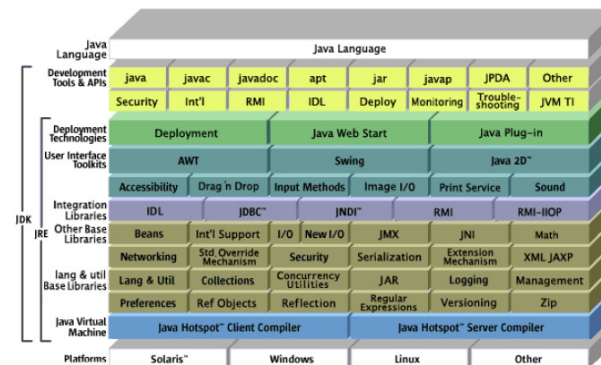 Java Language
Java Language
JDK
JRE
Development Tools & APIs
java javac javadoc apt jar javap JPDA Other
Security Int'l RMI IDL Deploy Monitoring Trouble-shooting JVM TI
Deployment Technologies
Deployment Java Web Start Java Plug-in
User Interface Toolkits
AWT Swing Java 2D™
Accessibility Drag 'n Drop Input Methods Image I/O Print Service Sound
Integration Libraries
IDL JDBC™ JNDI™ RMI RMI-IIOP
Other Base Libraries
Beans Int'l Support I/O New I/O JMX JNI Math
Networking Std. Override Mechanism Security Serialization Extension Mechanism XML JAXP
lang & util Base Libraries
Lang & Util Collections Concurrency Utilities JAR Logging Management
Preferences Ref Objects Reflection Regular Expressions Versioning Zip
Java Virtual Machine
Java Hotspot™ Client Compiler Java Hotspot™ Server Compiler
Platforms
Solaris™ Windows Linux Other